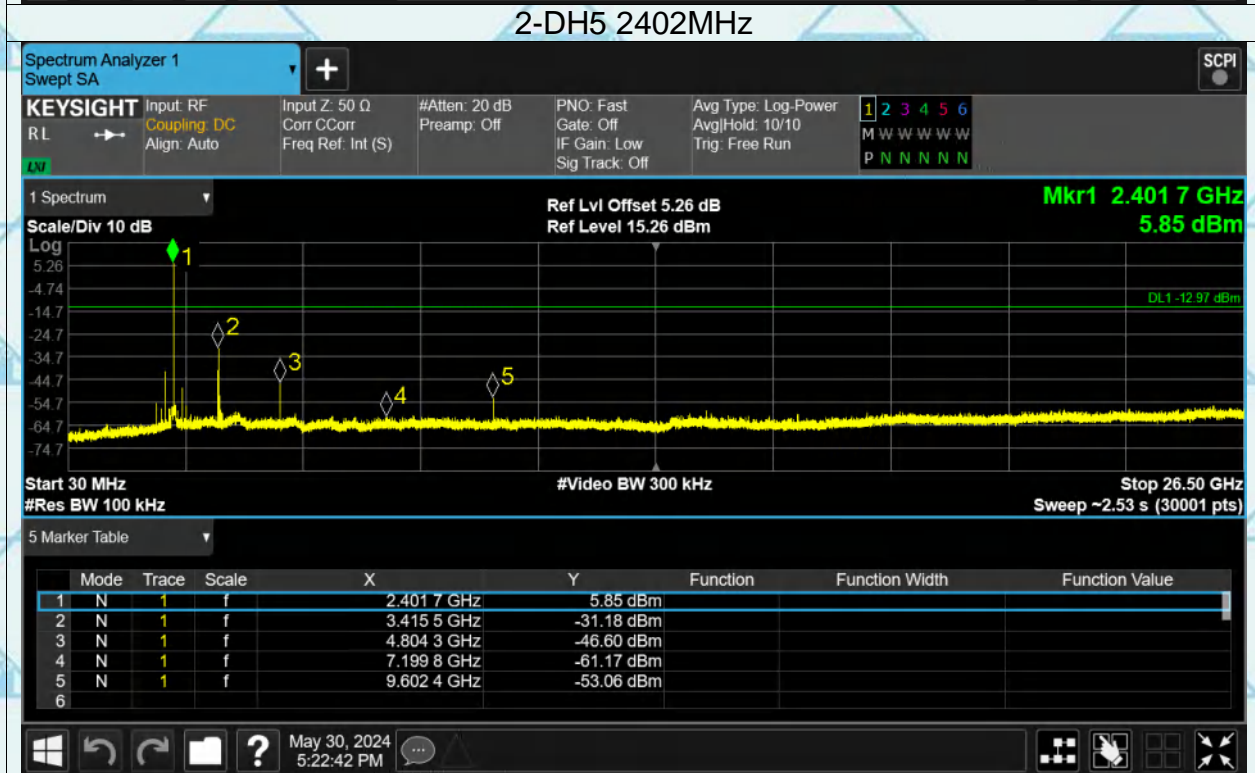 2-DH5 2402MHz
Spectrum Analyzer 1
Swept SA
+
SCPI
KEYSIGHT
R L
LXI
Input: RF
Coupling: DC
Align: Auto
Input Z: 50 Ω
Corr CCorr
Freq Ref: Int (S)
#Atten: 20 dB
Preamp: Off
PNO: Fast
Gate: Off
IF Gain: Low
Sig Track: Off
Avg Type: Log-Power
Avg|Hold: 10/10
Trig: Free Run
1 2 3 4 5 6
M W W W W W
P N N N N N
1 Spectrum
Scale/Div 10 dB
Ref Lvl Offset 5.26 dB
Ref Level 15.26 dBm
Mkr1 2.401 7 GHz
5.85 dBm
Log
5.26
-4.74
-14.7
-24.7
-34.7
-44.7
-54.7
-64.7
-74.7
1
2
3
4
5
DL1 -12.97 dBm
Start 30 MHz
#Video BW 300 kHz
Stop 26.50 GHz
#Res BW 100 kHz
Sweep ~2.53 s (30001 pts)
5 Marker Table
Mode Trace Scale X Y Function Function Width Function Value
1 N 1 f 2.401 7 GHz 5.85 dBm
2 N 1 f 3.415 5 GHz -31.18 dBm
3 N 1 f 4.804 3 GHz -46.60 dBm
4 N 1 f 7.199 8 GHz -61.17 dBm
5 N 1 f 9.602 4 GHz -53.06 dBm
6
?
May 30, 2024
5:22:42 PM